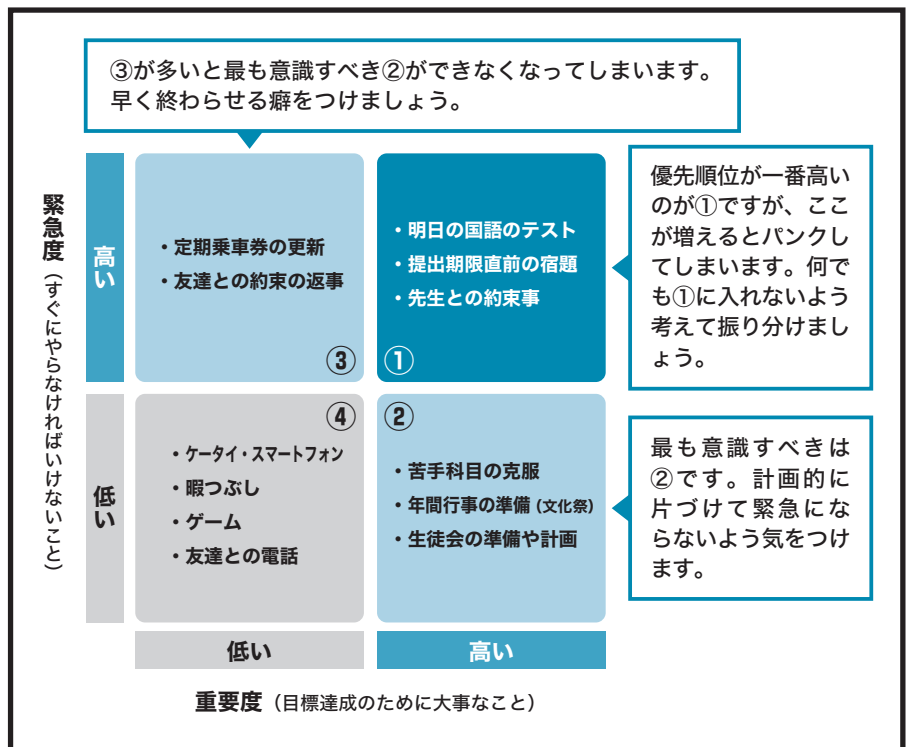 ③が多いと最も意識すべき②ができなくなってしまいます。
早く終わらせる癖をつけましょう。
緊急度（すぐにやらなければいけないこと）
高い
・定期乗車券の更新
・友達との約束の返事
③
・明日の国語のテスト
・提出期限直前の宿題
・先生との約束事
①
優先順位が一番高い
のが①ですが、ここ
が増えるとパンクし
てしまいます。何で
も①に入れないよう
考えて振り分けまし
ょう。
低い
④
・ケータイ・スマートフォン
・暇つぶし
・ゲーム
・友達との電話
②
・苦手科目の克服
・年間行事の準備（文化祭）
・生徒会の準備や計画
最も意識すべきは
②です。計画的に
片づけて緊急にな
らないよう気をつけ
ます。
低い
高い
重要度（目標達成のために大事なこと）